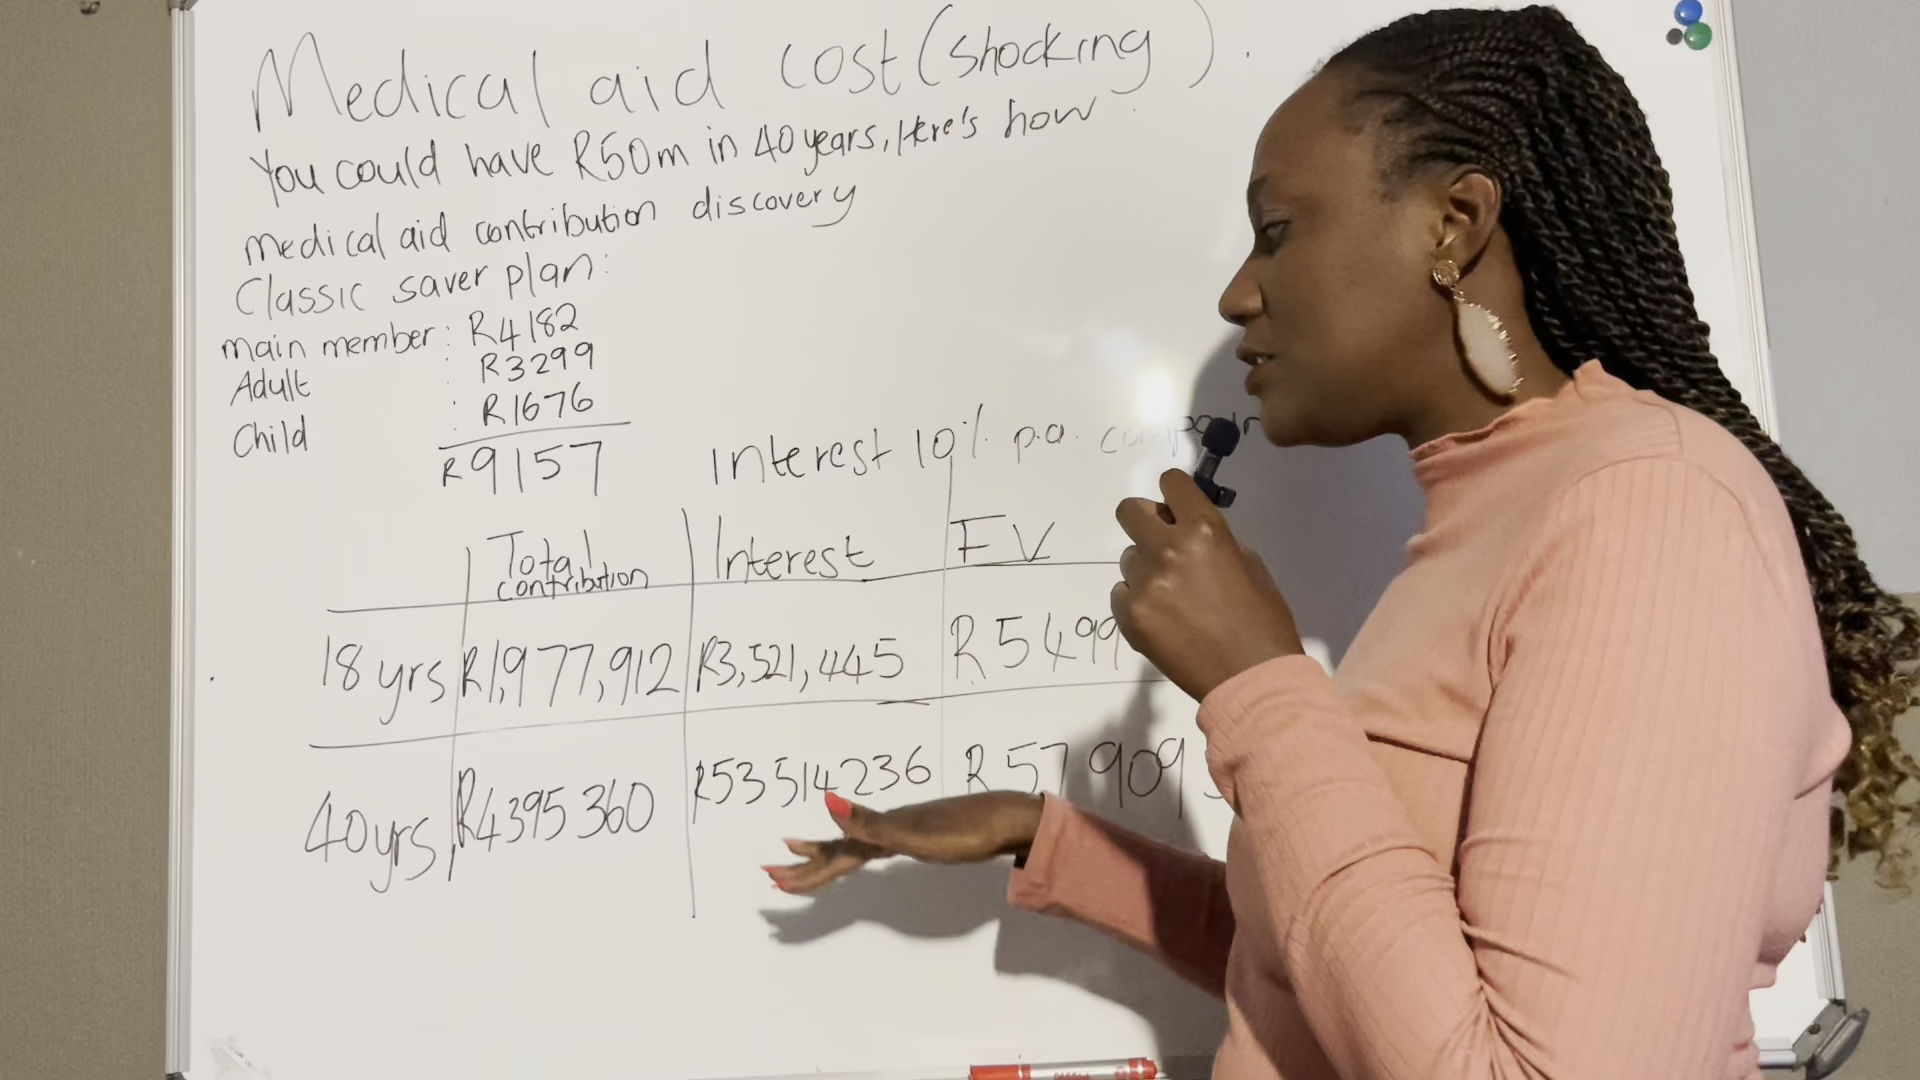 Medical aid cost (shocking).
You could have R50m in 40 years, Here's how
Medical aid contribution discovery
Classic saver plan:
main member : R4182
Adult : R3299
Child : R1676
R9157
Interest 10% p.a.
Total contribution Interest FV
18 yrs R1,977,912 R3,521,445 R5499
40 yrs, R4395360 R53514236 R57909